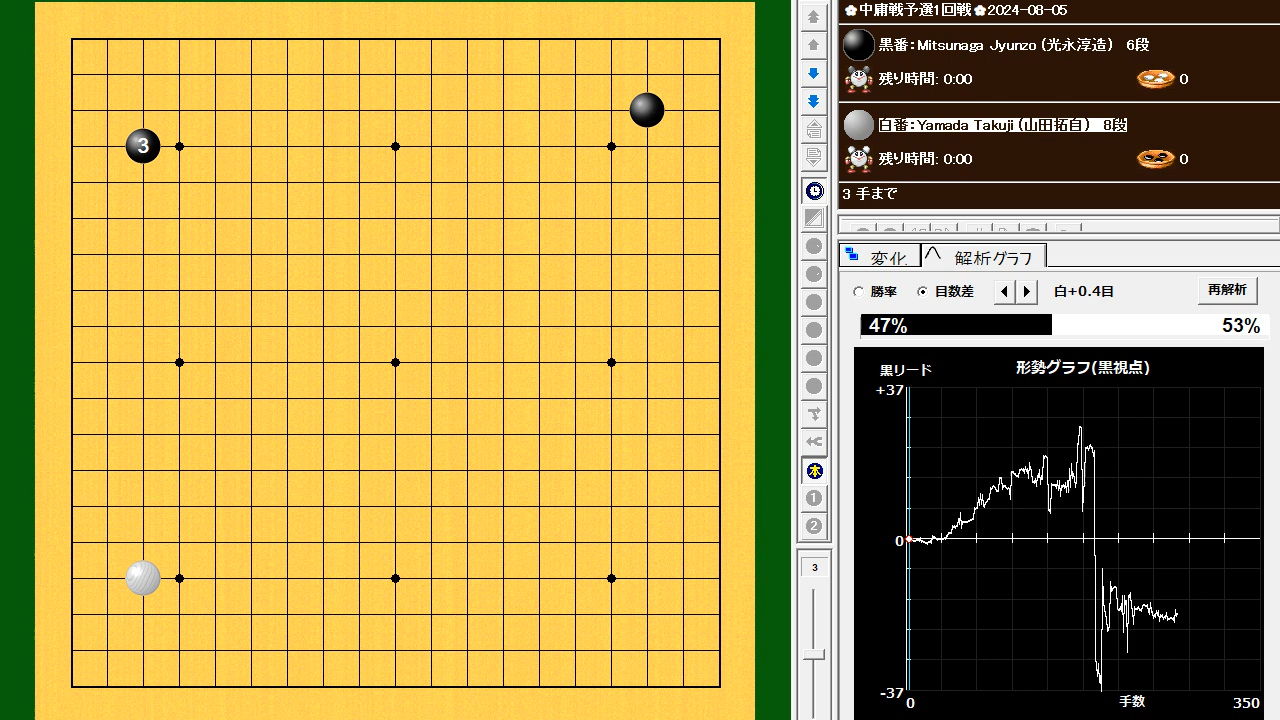 中庸戦予選1回戦 2024-08-05
黒番:Mitsunaga Jyunzo (光永淳造) 6段
残り時間: 0:00 0
白番:Yamada Takuji (山田拓自) 8段
残り時間: 0:00 0
3 手まで
変化 解析グラフ
勝率 目数差 白+0.4目 再解析
47% 53%
黒リード 形勢グラフ(黒視点)
+37
0
-37
0 手数 350
3
1
2
3